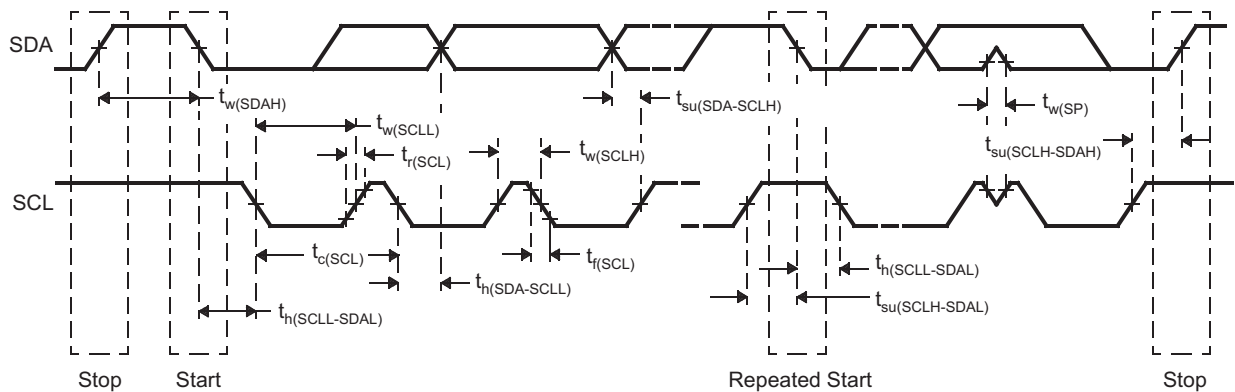 SDA
t_w(SDAH)
t_w(SCLL)
t_r(SCL)
t_w(SCLH)
t_su(SDA-SCLH)
t_w(SP)
t_su(SCLH-SDAH)
SCL
t_c(SCL)
t_f(SCL)
t_h(SDA-SCLL)
t_h(SCLL-SDAL)
t_h(SCLL-SDAL)
t_su(SCLH-SDAL)
Stop
Start
Repeated Start
Stop